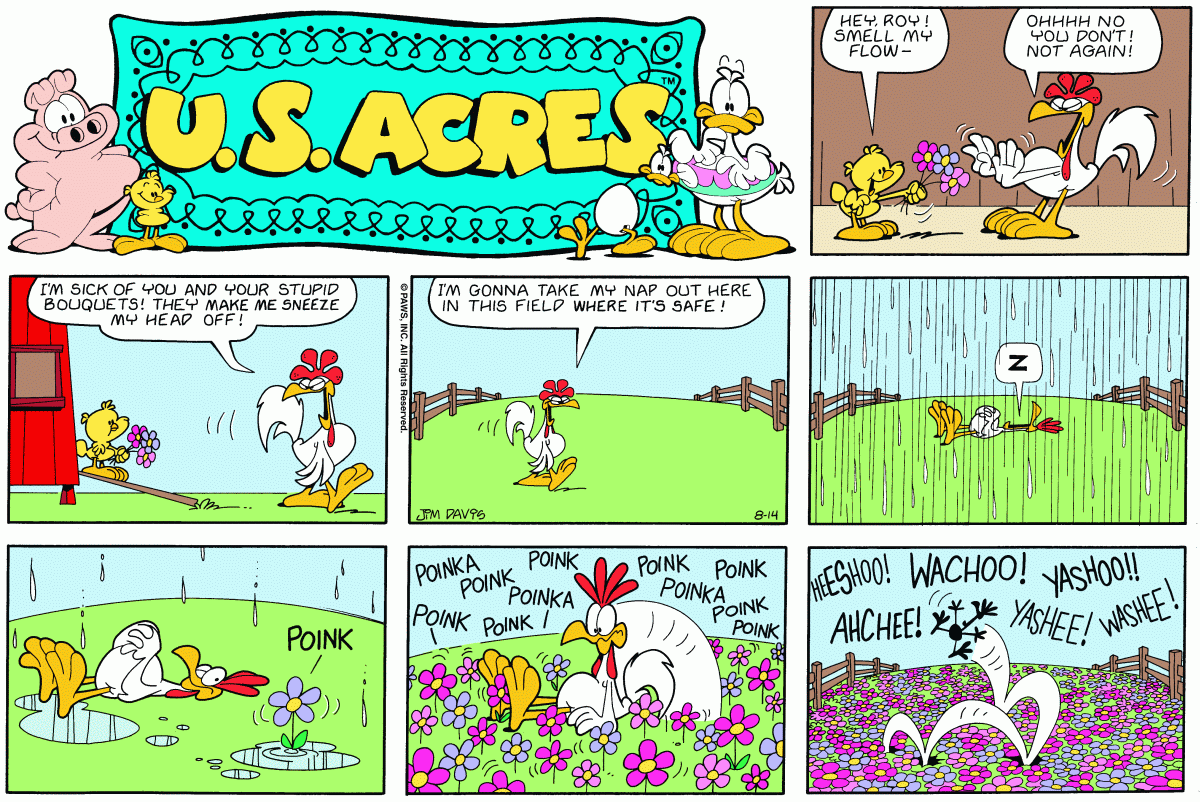 U.S. ACRES™
HEY, ROY!
SMELL MY
FLOW-
OHHHH NO
YOU DON'T!
NOT AGAIN!
I'M SICK OF YOU AND YOUR STUPID
BOUQUETS! THEY MAKE ME SNEEZE
MY HEAD OFF!
© PAWS, INC. All Rights Reserved.
I'M GONNA TAKE MY NAP OUT HERE
IN THIS FIELD WHERE IT'S SAFE!
JIM DAVIS
8-14
Z
POINK
POINKA
POINK
POINK
POINKA
POINK
POINK
POINK
POINKA
POINK
POINK
POINK
HEESHOO!
WACHOO!
YASHOO!!
AHCHEE!
YASHEE!
WASHEE!